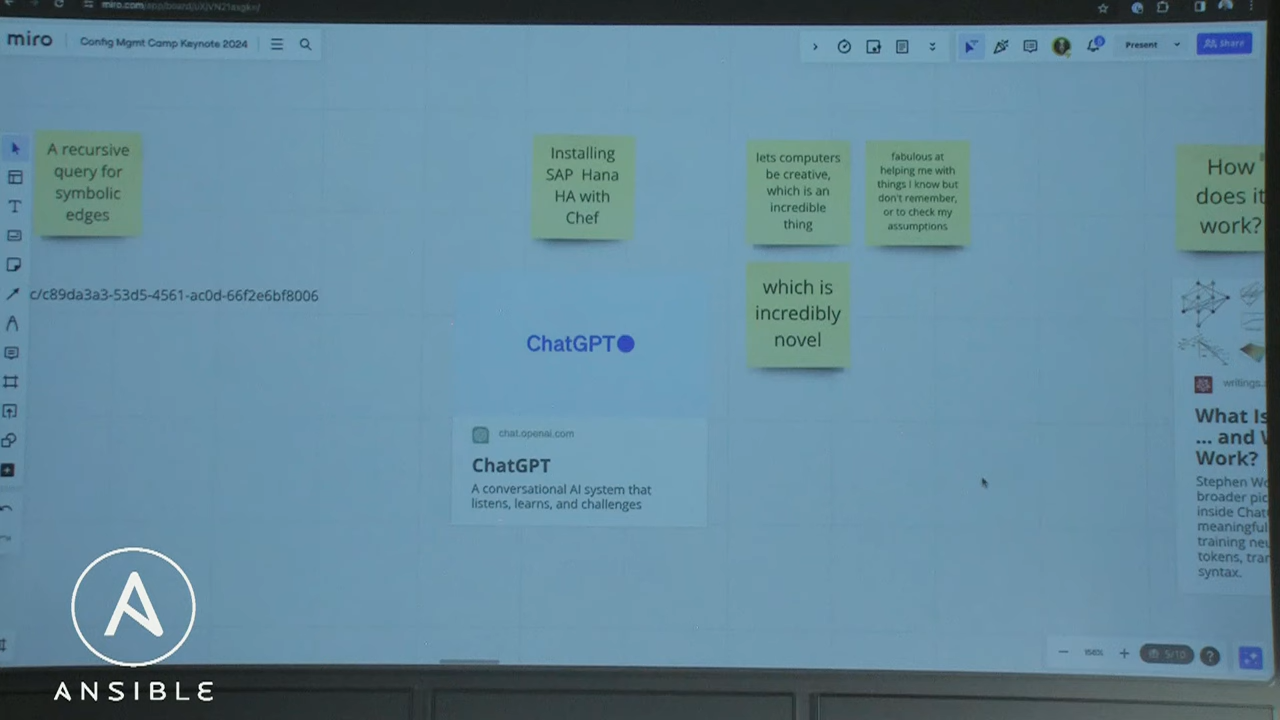 miro
Config Mgmt Camp Keynote 2024
Present
Share
A recursive
query for
symbolic
edges
c/c89da3a3-53d5-4561-ac0d-66f2e6bf8006
Installing
SAP Hana
HA with
Chef
ChatGPT
chat.openai.com
ChatGPT
A conversational AI system that
listens, learns, and challenges
lets computers
be creative,
which is an
incredible
thing
fabulous at
helping me with
things I know but
don't remember,
or to check my
assumptions
which is
incredibly
novel
How
does it
work?
writings.
What Is
... and
Work?
Stephen Wo
broader pic
inside Chat
meaningful
training neu
tokens, tran
syntax.
5/10
ANSIBLE